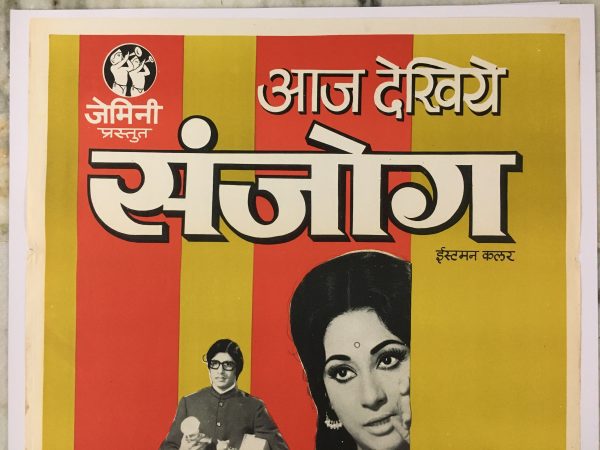 आज देखिये
जेमिनी
प्रस्तुत
संजोग
ईस्टमन कलर